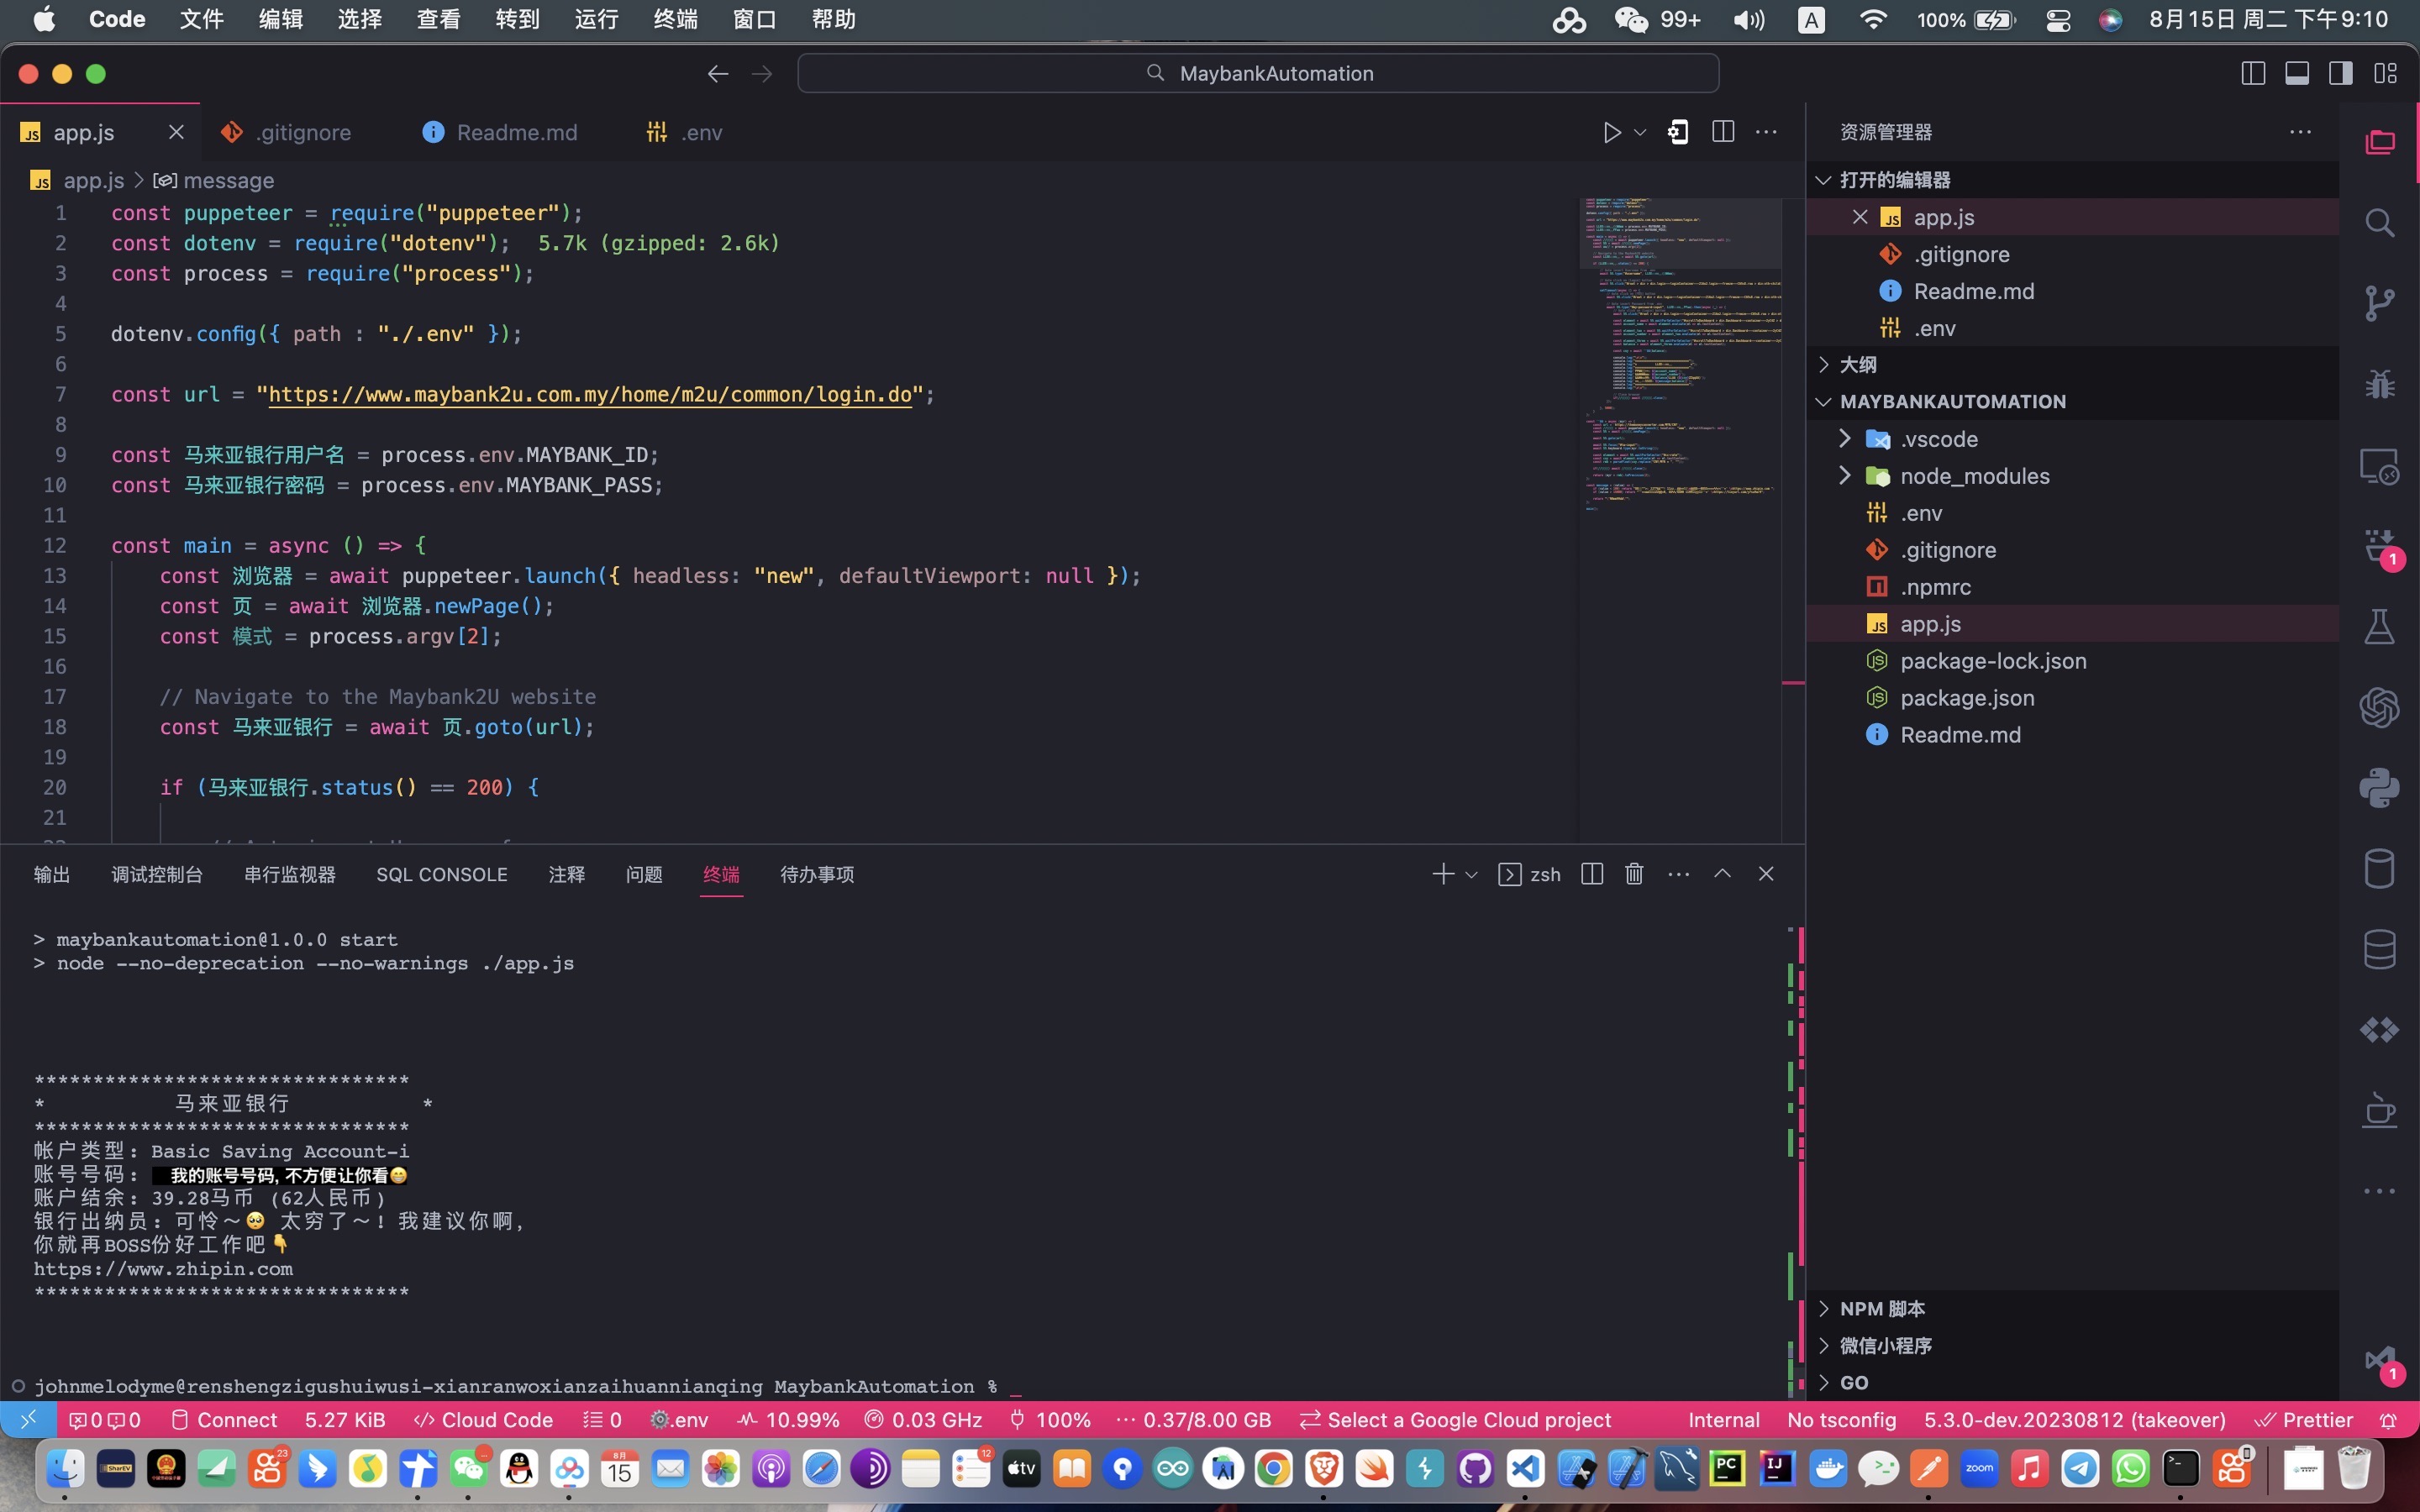 Code 文件 编辑 选择 查看 转到 运行 终端 窗口 帮助 99+ A 100% 8月15日 周二 下午9:10
MaybankAutomation
app.js .gitignore Readme.md .env
app.js > message
1 const puppeteer = require("puppeteer");
2 const dotenv = require("dotenv"); 5.7k (gzipped: 2.6k)
3 const process = require("process");
4
5 dotenv.config({ path : "./.env" });
6
7 const url = "https://www.maybank2u.com.my/home/m2u/common/login.do";
8
9 const 马来亚银行用户名 = process.env.MAYBANK_ID;
10 const 马来亚银行密码 = process.env.MAYBANK_PASS;
11
12 const main = async () => {
13 const 浏览器 = await puppeteer.launch({ headless: "new", defaultViewport: null });
14 const 页 = await 浏览器.newPage();
15 const 模式 = process.argv[2];
16
17 // Navigate to the Maybank2U website
18 const 马来亚银行 = await 页.goto(url);
19
20 if (马来亚银行.status() == 200) {
21
资源管理器
打开的编辑器
app.js
.gitignore
Readme.md
.env
大纲
MAYBANKAUTOMATION
.vscode
node_modules
.env
.gitignore
.npmrc
app.js
package-lock.json
package.json
Readme.md
NPM 脚本
微信小程序
GO
1
1
输出 调试控制台 串行监视器 SQL CONSOLE 注释 问题 终端 待办事项 zsh
> maybankautomation@1.0.0 start
> node --no-deprecation --no-warnings ./app.js
********************************
* 马来亚银行 *
********************************
帐户类型: Basic Saving Account-i
账号号码: 我的账号号码, 不方便让你看😁
账户结余: 39.28马币 (62人民币)
银行出纳员: 可怜～🥺 太穷了～! 我建议你啊,
你就再BOSS份好工作吧👇
https://www.zhipin.com
********************************
johnmelodyme@renshengzigushuiwusi-xianranwoxianzaihuannianqing MaybankAutomation %
0 0 Connect 5.27 KiB Cloud Code 0 .env 10.99% 0.03 GHz 100% 0.37/8.00 GB Select a Google Cloud project Internal No tsconfig 5.3.0-dev.20230812 (takeover) Prettier
23 8月 15 12 tv PC IJ zoom